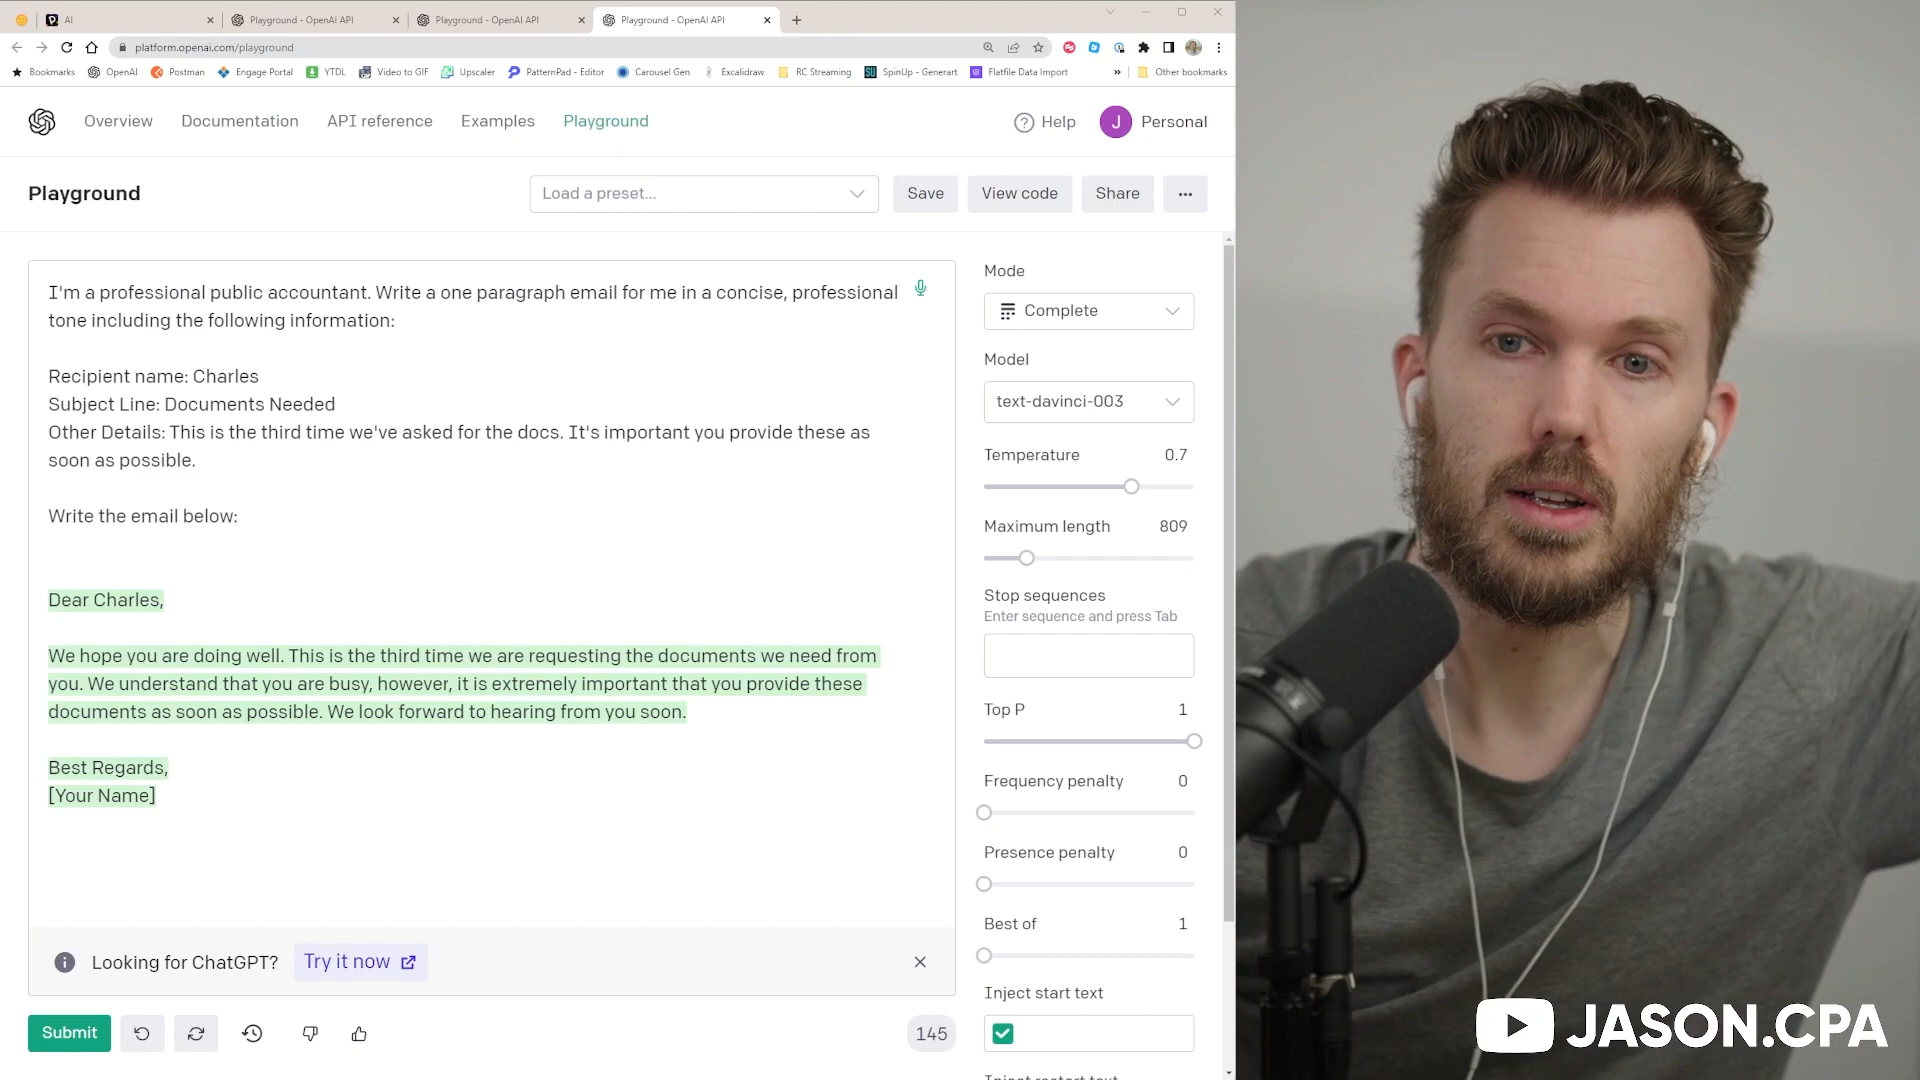 AI
Playground - OpenAI API
Playground - OpenAI API
Playground - OpenAI API
platform.openai.com/playground
Bookmarks OpenAI Postman Engage Portal YTDL Video to GIF Upscaler PatternPad - Editor Carousel Gen Excalidraw RC Streaming SpinUp - Generart Flatfile Data Import » Other bookmarks
Overview Documentation API reference Examples Playground Help J Personal
Playground Load a preset... Save View code Share ...
I'm a professional public accountant. Write a one paragraph email for me in a concise, professional
tone including the following information:
Recipient name: Charles
Subject Line: Documents Needed
Other Details: This is the third time we've asked for the docs. It's important you provide these as
soon as possible.
Write the email below:
Dear Charles,
We hope you are doing well. This is the third time we are requesting the documents we need from
you. We understand that you are busy, however, it is extremely important that you provide these
documents as soon as possible. We look forward to hearing from you soon.
Best Regards,
[Your Name]
Looking for ChatGPT? Try it now
Submit
145
Mode
Complete
Model
text-davinci-003
Temperature 0.7
Maximum length 809
Stop sequences
Enter sequence and press Tab
Top P 1
Frequency penalty 0
Presence penalty 0
Best of 1
Inject start text
Inject restart text
JASON.CPA